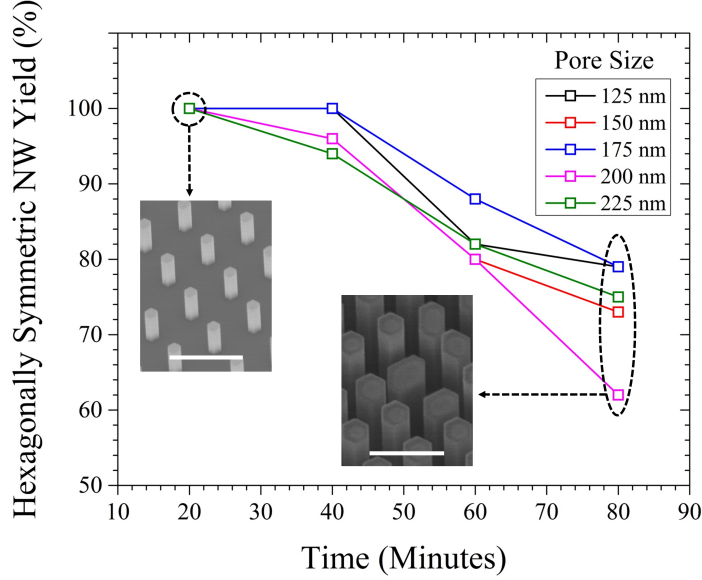 Hexagonally Symmetric NW Yield (%)
100
90
80
70
60
50
Pore Size
125 nm
150 nm
175 nm
200 nm
225 nm
10 20 30 40 50 60 70 80 90
Time (Minutes)